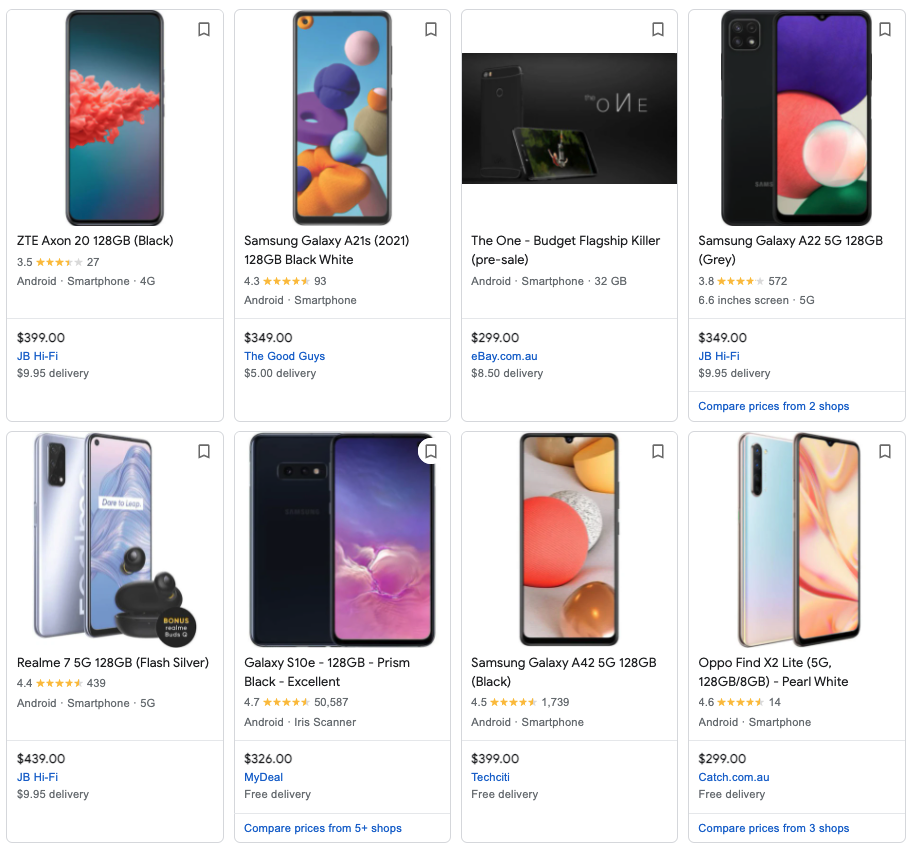 the ONE
SAMSUNG
ZTE Axon 20 128GB (Black)
3.5 27
Android · Smartphone · 4G
$399.00
JB Hi-Fi
$9.95 delivery
Samsung Galaxy A21s (2021)
128GB Black White
4.3 93
Android · Smartphone
$349.00
The Good Guys
$5.00 delivery
The One - Budget Flagship Killer
(pre-sale)
Android · Smartphone · 32 GB
$299.00
eBay.com.au
$8.50 delivery
Samsung Galaxy A22 5G 128GB
(Grey)
3.8 572
6.6 inches screen · 5G
$349.00
JB Hi-Fi
$9.95 delivery
Compare prices from 2 shops
realme
Dare to Leap
BONUS
realme
Buds Q
SAMSUNG
Realme 7 5G 128GB (Flash Silver)
4.4 439
Android · Smartphone · 5G
$439.00
JB Hi-Fi
$9.95 delivery
Galaxy S10e - 128GB - Prism
Black - Excellent
4.7 50,587
Android · Iris Scanner
$326.00
MyDeal
Free delivery
Compare prices from 5+ shops
Samsung Galaxy A42 5G 128GB
(Black)
4.5 1,739
Android · Smartphone
$399.00
Techciti
Free delivery
Oppo Find X2 Lite (5G,
128GB/8GB) - Pearl White
4.6 14
Android · Smartphone
$299.00
Catch.com.au
Free delivery
Compare prices from 3 shops